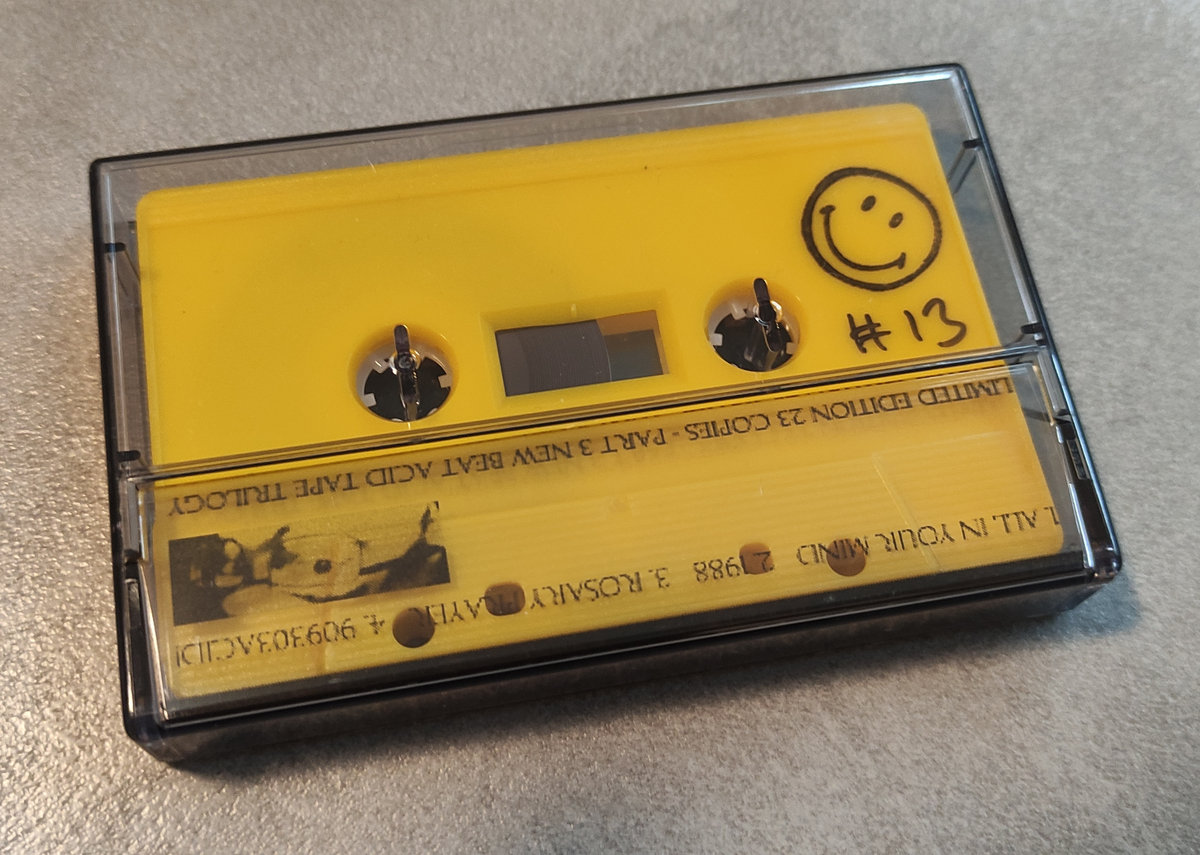 #13
1. ALL IN YOUR MIND 2. 1988 3. ROSARY 4. 909303ACID!
LIMITED EDITION 23 COPIES - PART 3 NEW BEAT ACID TAPE TRILOGY